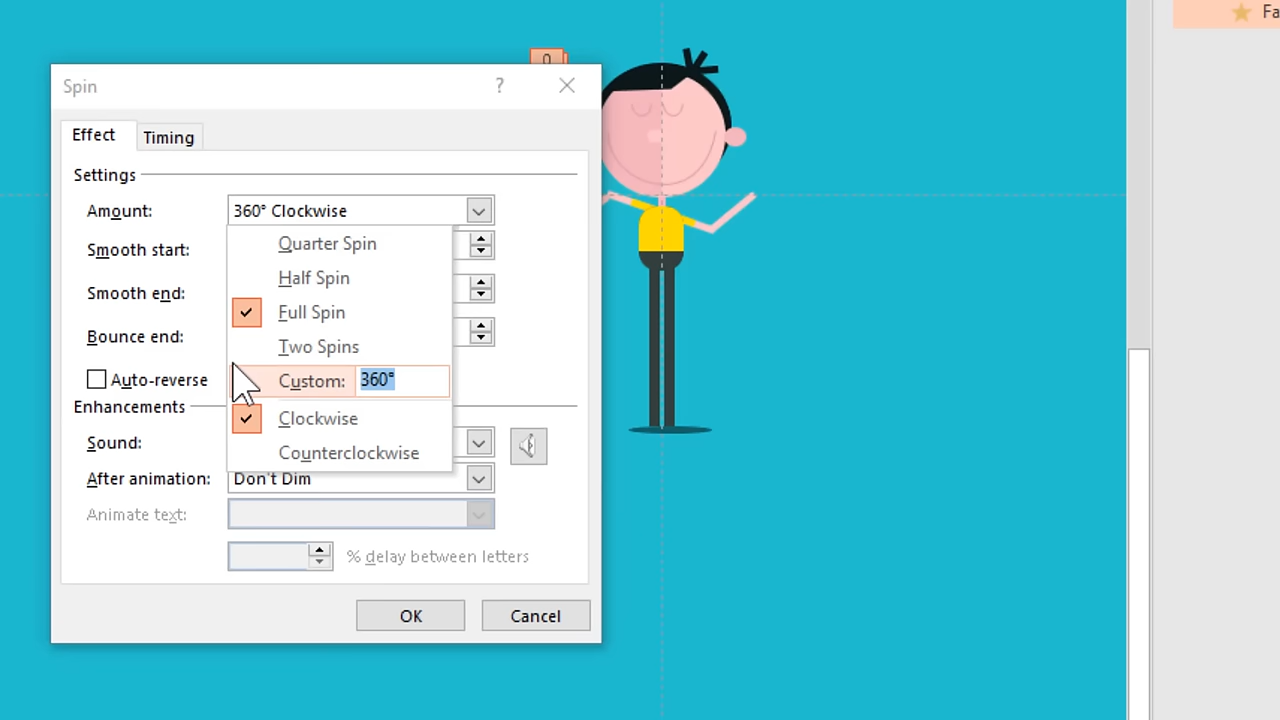 Fa
0
Spin
?
Effect
Timing
Settings
Amount:
360° Clockwise
Quarter Spin
Smooth start:
Half Spin
Smooth end:
Full Spin
Bounce end:
Two Spins
Auto-reverse
Custom:
360°
Enhancements
Clockwise
Sound:
Counterclockwise
After animation:
Don't Dim
Animate text:
% delay between letters
OK
Cancel